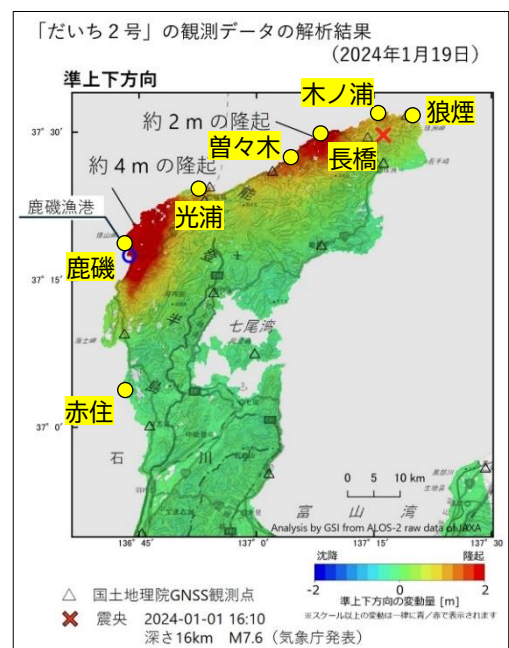 「だいち２号」の観測データの解析結果
（2024年1月19日）
準上下方向
木ノ浦
狼煙
37° 30'
約 2 m の隆起
曽々木
長橋
約 4 m の隆起
能
鹿磯漁港
光浦
登
鹿磯
37° 15'
半
七尾湾
島
赤住
37° 0'
石
川
0 5 10 km
富 山 湾
Analysis by GSI from ALOS-2 raw data of JAXA
136° 45' 137° 0' 137° 15' 137° 30'
沈降 隆起
-2 0 2
準上下方向の変動量 [m]
※スケール以上の変動は一律に青／赤で表示されます
△ 国土地理院GNSS観測点
× 震央 2024-01-01 16:10
深さ16km M7.6（気象庁発表）